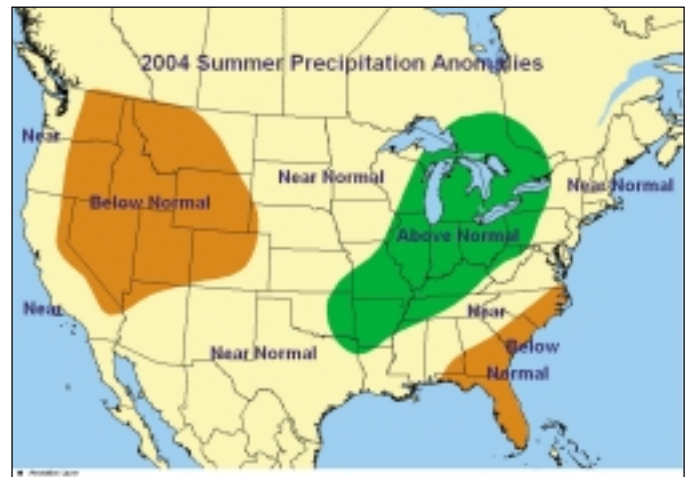 2004 Summer Precipitation Anomalies
Near
Near Normal
Near Normal
Below Normal
Above Normal
Near
Near
Below
Normal
Near Normal